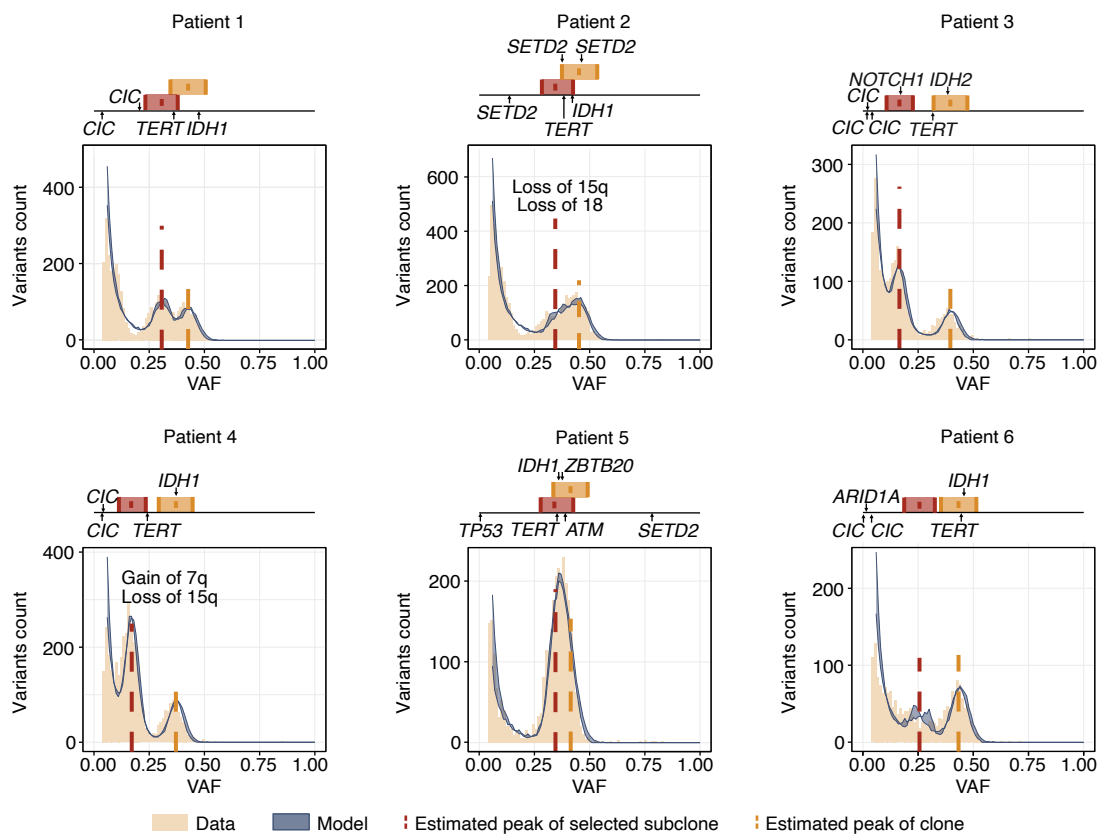 Patient 1
CIC
CIC TERT IDH1
Variants count
400
200
0
0.00 0.25 0.50 0.75 1.00
VAF
Patient 2
SETD2 SETD2
SETD2 IDH1
TERT
Variants count
600
400
200
0
Loss of 15q
Loss of 18
0.00 0.25 0.50 0.75 1.00
VAF
Patient 3
NOTCH1 IDH2
CIC
CIC CIC TERT
Variants count
300
200
100
0
0.00 0.25 0.50 0.75 1.00
VAF
Patient 4
IDH1
CIC
CIC TERT
Variants count
400
200
0
Gain of 7q
Loss of 15q
0.00 0.25 0.50 0.75 1.00
VAF
Patient 5
IDH1 ZBTB20
TP53 TERT ATM SETD2
Variants count
200
100
0
0.00 0.25 0.50 0.75 1.00
VAF
Patient 6
IDH1
ARID1A
CIC CIC TERT
Variants count
200
100
0
0.00 0.25 0.50 0.75 1.00
VAF
Data Model Estimated peak of selected subclone Estimated peak of clone